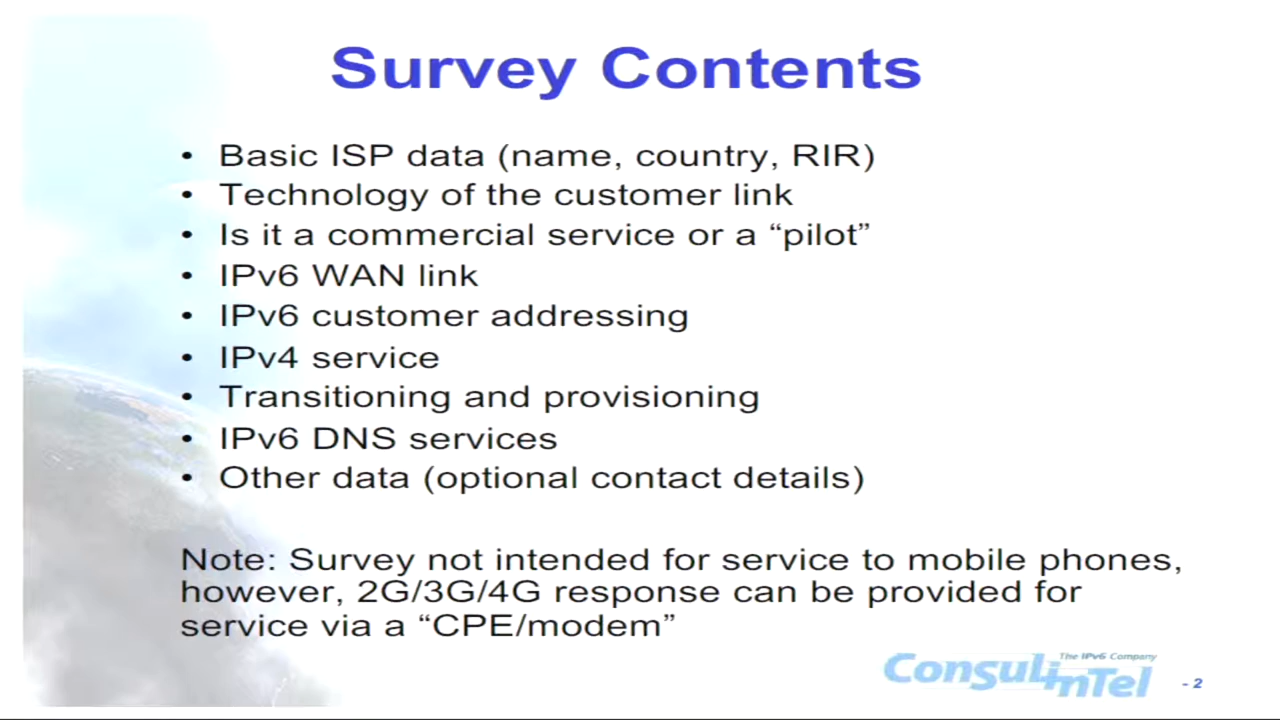 Survey Contents
• Basic ISP data (name, country, RIR)
• Technology of the customer link
• Is it a commercial service or a “pilot”
• IPv6 WAN link
• IPv6 customer addressing
• IPv4 service
• Transitioning and provisioning
• IPv6 DNS services
• Other data (optional contact details)
Note: Survey not intended for service to mobile phones,
however, 2G/3G/4G response can be provided for
service via a “CPE/modem”
The IPv6 Company
ConsulinTel
- 2